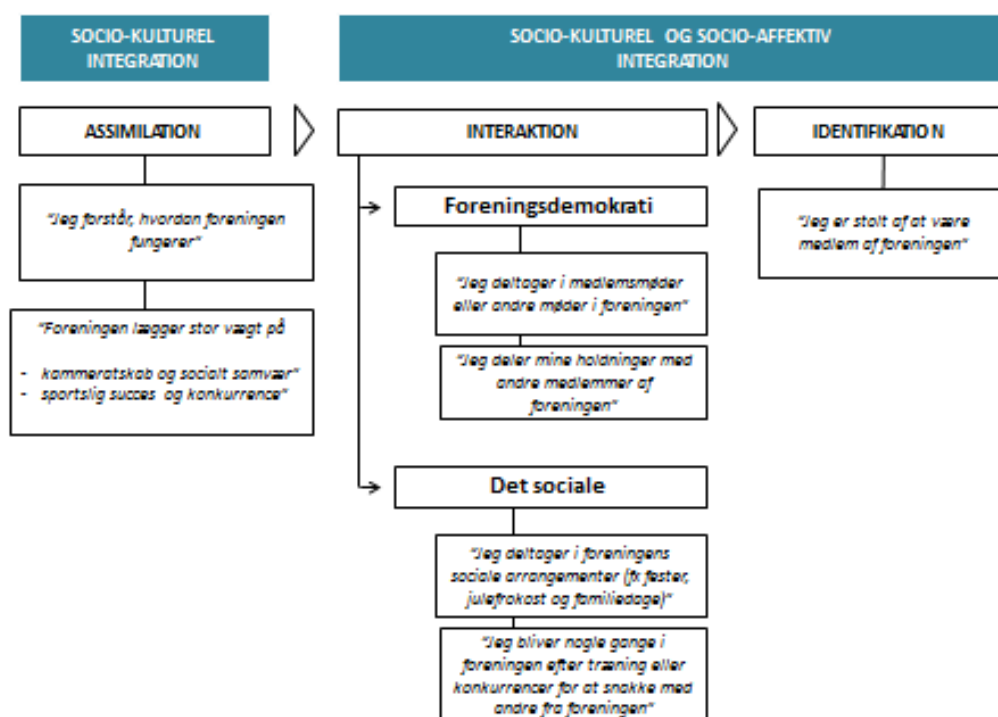 SOCIO-KULTUREL
INTEGRATION
SOCIO-KULTUREL OG SOCIO-AFFEKTIV
INTEGRATION
ASSIMILATION
INTERAKTION
IDENTIFIKATION
"Jeg forstår, hvordan foreningen
fungerer"
"Foreningen lægger stor vægt på
- kammeratskab og socialt samvær"
- sportslig succes og konkurrence"
Foreningsdemokrati
"Jeg deltager i medlemsmøder
eller andre møder i foreningen"
"Jeg deler mine holdninger med
andre medlemmer af
foreningen"
Det sociale
"Jeg deltager i foreningens
sociale arrangementer (fx fester,
julefrokost og familiedage)"
"Jeg bliver nogle gange i
foreningen efter træning eller
konkurrencer for at snakke med
andre fra foreningen"
"Jeg er stolt af at være
medlem af foreningen"